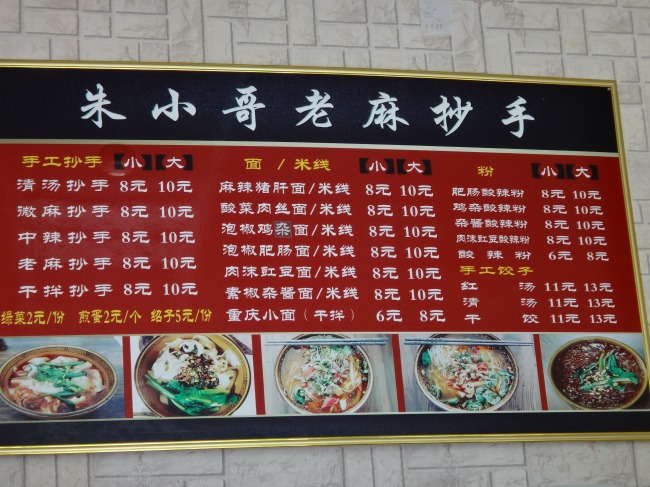 朱小哥老麻抄手
手工抄手 【小】【大】
清汤抄手 8元 10元
微麻抄手 8元 10元
中辣抄手 8元 10元
老麻抄手 8元 10元
干拌抄手 8元 10元
绿菜2元/份 煎蛋2元/个 绍子5元/份
面 / 米线 【小】【大】
麻辣猪肝面/米线 8元 10元
酸菜肉丝面/米线 8元 10元
泡椒鸡杂面/米线 8元 10元
泡椒肥肠面/米线 8元 10元
肉沫豇豆面/米线 8元 10元
素椒杂酱面/米线 8元 10元
重庆小面（干拌） 6元 8元
粉 【小】【大】
肥肠酸辣粉 8元 10元
鸡杂酸辣粉 8元 10元
杂酱酸辣粉 8元 10元
肉沫豇豆酸辣粉 8元 10元
酸辣粉 6元 8元
手工饺子
红汤 11元 13元
清汤 11元 13元
干饺 11元 13元